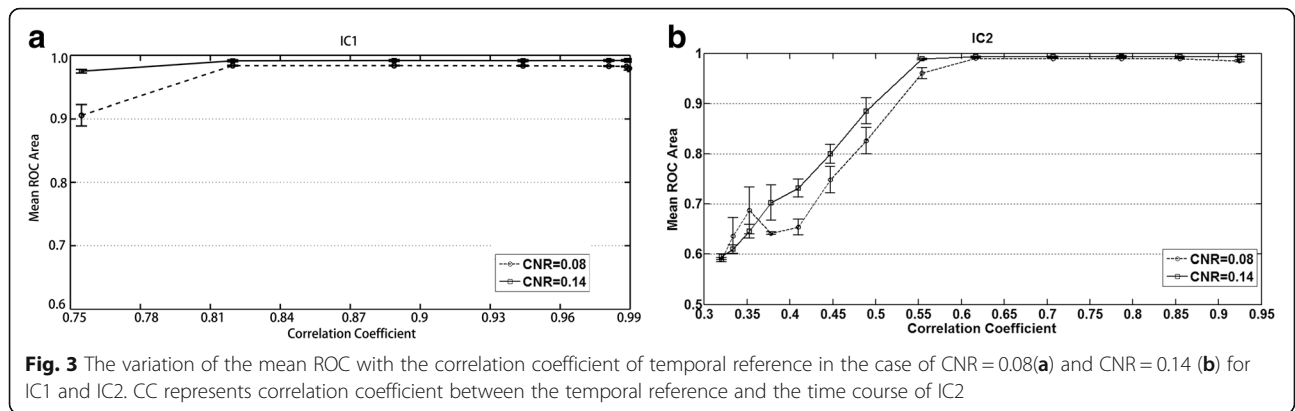 a
IC1
1.0
0.9
0.8
0.7
0.6
Mean ROC Area
0.75 0.78 0.81 0.84 0.87 0.9 0.93 0.96 0.99
Correlation Coefficient
CNR=0.08
CNR=0.14
b
IC2
1
0.9
0.8
0.7
0.6
0.5
Mean ROC Area
0.3 0.35 0.4 0.45 0.5 0.55 0.6 0.65 0.7 0.75 0.8 0.85 0.9 0.95
Correlation Coefficient
CNR=0.08
CNR=0.14
Fig. 3 The variation of the mean ROC with the correlation coefficient of temporal reference in the case of CNR = 0.08(a) and CNR = 0.14 (b) for
IC1 and IC2. CC represents correlation coefficient between the temporal reference and the time course of IC2